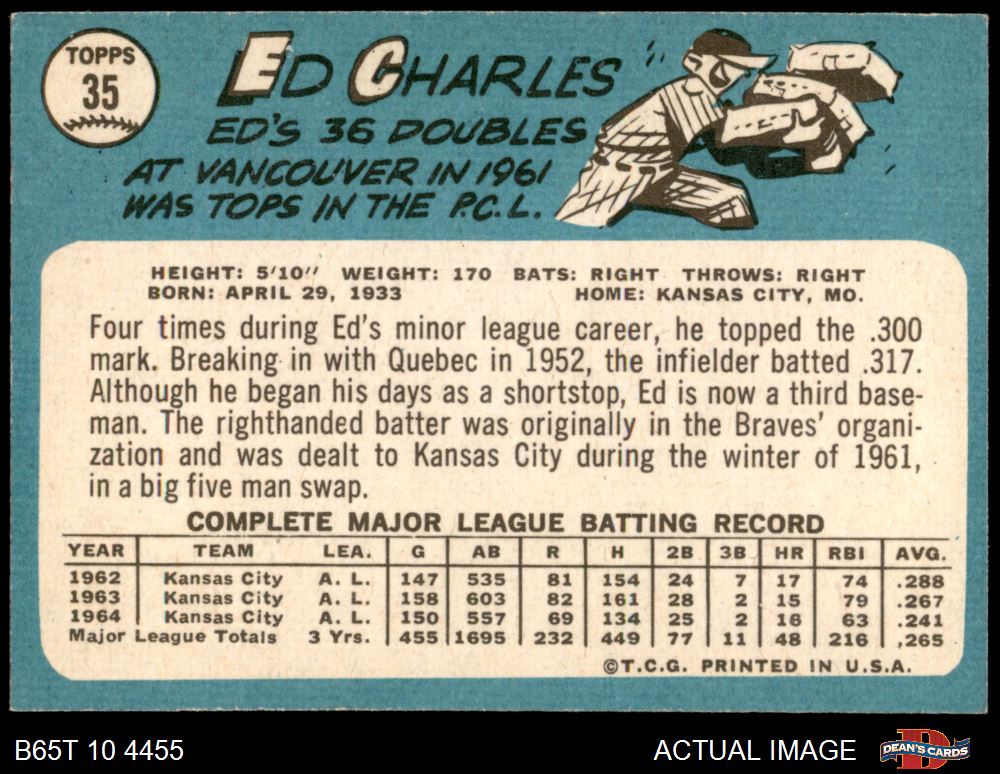 TOPPS
35
ED CHARLES
ED'S 36 DOUBLES
AT VANCOUVER IN 1961
WAS TOPS IN THE P.C.L.
HEIGHT: 5'10" WEIGHT: 170 BATS: RIGHT THROWS: RIGHT
BORN: APRIL 29, 1933 HOME: KANSAS CITY, MO.
Four times during Ed's minor league career, he topped the .300
mark. Breaking in with Quebec in 1952, the infielder batted .317.
Although he began his days as a shortstop, Ed is now a third base-
man. The righthanded batter was originally in the Braves' organi-
zation and was dealt to Kansas City during the winter of 1961,
in a big five man swap.
COMPLETE MAJOR LEAGUE BATTING RECORD
YEAR TEAM LEA. G AB R H 2B 3B HR RBI AVG.
1962 Kansas City A. L. 147 535 81 154 24 7 17 74 .288
1963 Kansas City A. L. 158 603 82 161 28 2 15 79 .267
1964 Kansas City A. L. 150 557 69 134 25 2 16 63 .241
Major League Totals 3 Yrs. 455 1695 232 449 77 11 48 216 .265
©T.C.G. PRINTED IN U.S.A.
B65T 10 4455 ACTUAL IMAGE DEAN'S CARDS